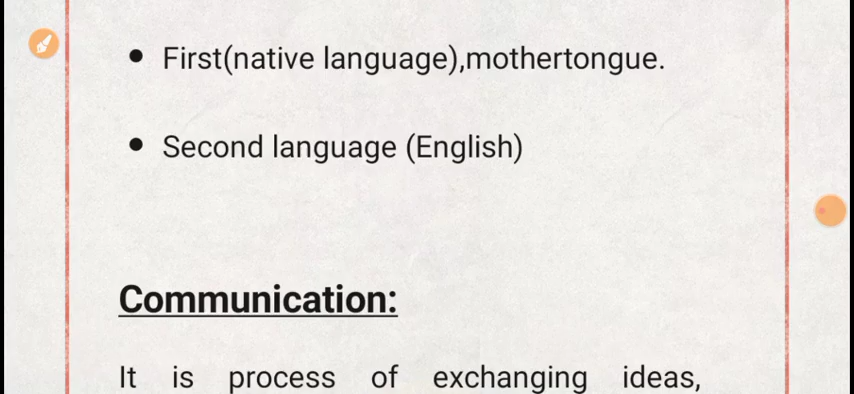 First(native language),mothertongue.
Second language (English)
Communication:
It is process of exchanging ideas,